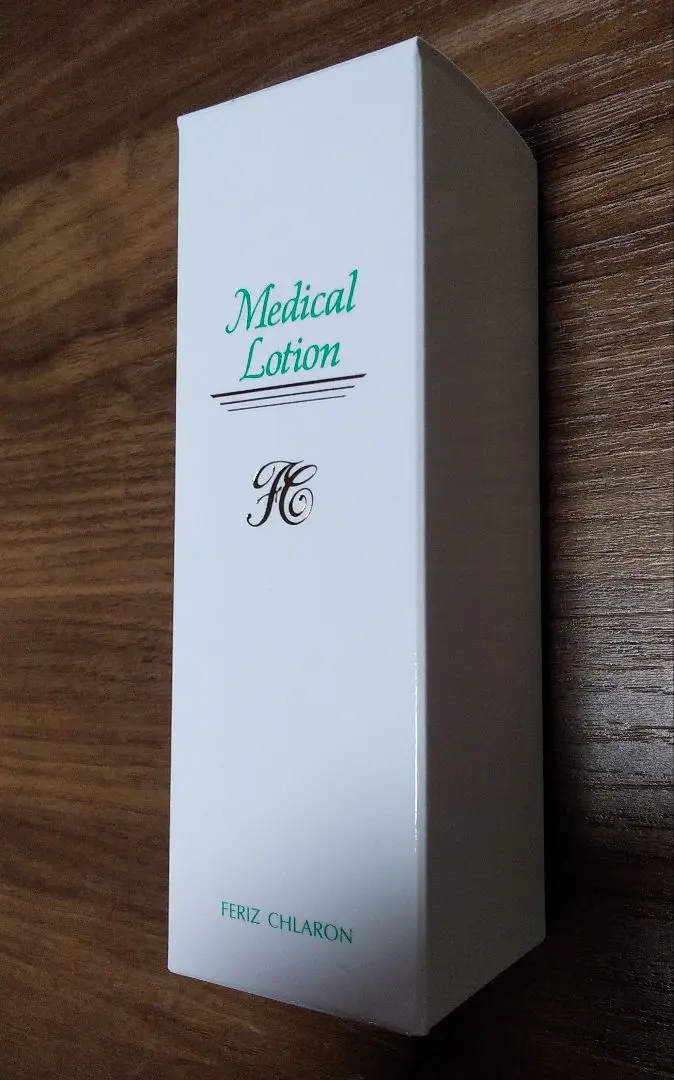 Medical
Lotion
FC
FERIZ CHLARON